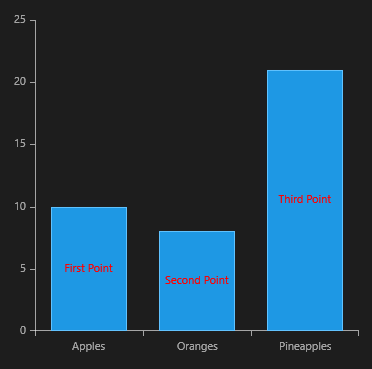 25
20
15
10
5
0
First Point
Second Point
Third Point
Apples
Oranges
Pineapples